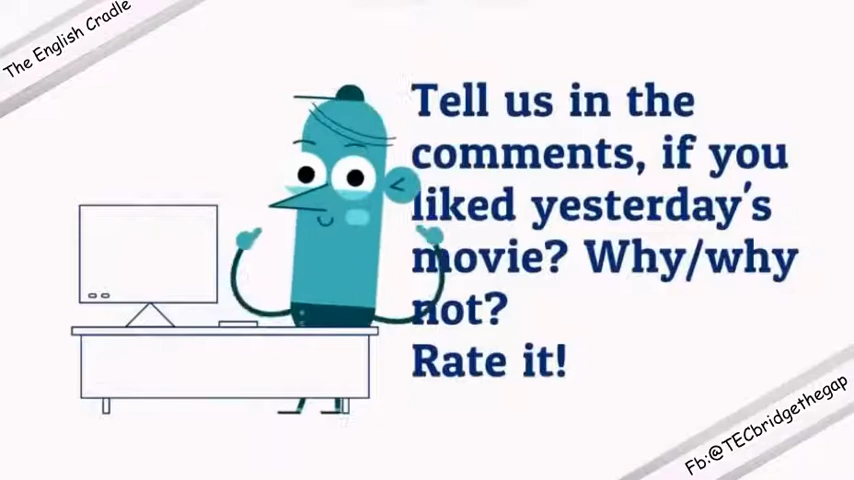 The English Cradle
Tell us in the
comments, if you
liked yesterday's
movie? Why/why
not?
Rate it!
Fb:@TECbridgethegap